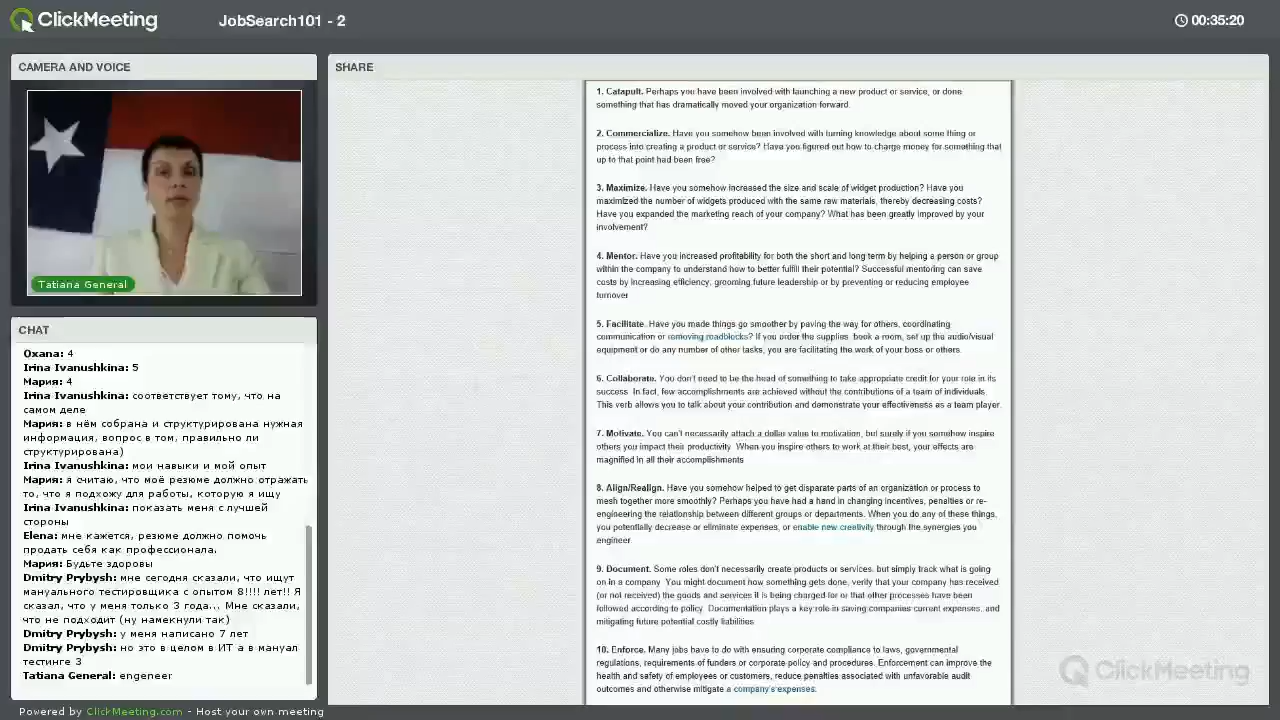 ClickMeeting
JobSearch101 - 2
00:35:20
CAMERA AND VOICE
Tatiana General
CHAT
Oxana: 4
Irina Ivanushkina: 5
Мария: 4
Irina Ivanushkina: соответствует тому, что на
самом деле
Мария: в нём собрана и структурирована нужная
информация, вопрос в том, правильно ли
структурирована)
Irina Ivanushkina: мои навыки и мой опыт
Мария: я считаю, что моё резюме должно отражать
то, что я подхожу для работы, которую я ищу
Irina Ivanushkina: показать меня с лучшей
стороны
Elena: мне кажется, резюме должно помочь
продать себя как профессионала.
Мария: Будьте здоровы
Dmitry Prybysh: мне сегодня сказали, что ищут
мануального тестировщика с опытом 8!!!! лет!! Я
сказал, что у меня только 3 года... Мне сказали,
что не подходит (ну намекнули так)
Dmitry Prybysh: у меня написано 7 лет
Dmitry Prybysh: но это в целом в ИТ а в мануал
тестинге 3
Tatiana General: engeneer
SHARE
1. Catapult. Perhaps you have been involved with launching a new product or service, or done
something that has dramatically moved your organization forward.
2. Commercialize. Have you somehow been involved with turning knowledge about some thing or
process into creating a product or service? Have you figured out how to charge money for something that
up to that point had been free?
3. Maximize. Have you somehow increased the size and scale of widget production? Have you
maximized the number of widgets produced with the same raw materials, thereby decreasing costs?
Have you expanded the marketing reach of your company? What has been greatly improved by your
involvement?
4. Mentor. Have you increased profitability for both the short and long term by helping a person or group
within the company to understand how to better fulfill their potential? Successful mentoring can save
costs by increasing efficiency, grooming future leadership or by preventing or reducing employee
turnover
5. Facilitate. Have you made things go smoother by paving the way for others, coordinating
communication or removing roadblocks? If you order the supplies, book a room, set up the audio/visual
equipment or do any number of other tasks, you are facilitating the work of your boss or others.
6. Collaborate. You don't need to be the head of something to take appropriate credit for your role in its
success. In fact, few accomplishments are achieved without the contributions of a team of individuals.
This verb allows you to talk about your contribution and demonstrate your effectiveness as a team player.
7. Motivate. You can't necessarily attach a dollar value to motivation, but surely if you somehow inspire
others you impact their productivity. When you inspire others to work at their best, your effects are
magnified in all their accomplishments
8. Align/Realign. Have you somehow helped to get disparate parts of an organization or process to
mesh together more smoothly? Perhaps you have had a hand in changing incentives, penalties or re-
engineering the relationship between different groups or departments. When you do any of these things,
you potentially decrease or eliminate expenses, or enable new creativity through the synergies you
engineer.
9. Document. Some roles don't necessarily create products or services, but simply track what is going
on in a company. You might document how something gets done, verify that your company has received
(or not received) the goods and services it is being charged for or that other processes have been
followed according to policy. Documentation plays a key role in saving companies current expenses, and
mitigating future potential costly liabilities.
10. Enforce. Many jobs have to do with ensuring corporate compliance to laws, governmental
regulations, requirements of funders or corporate policy and procedures. Enforcement can improve the
health and safety of employees or customers, reduce penalties associated with unfavorable audit
outcomes and otherwise mitigate a company's expenses.
ClickMeeting
Powered by ClickMeeting.com - Host your own meeting